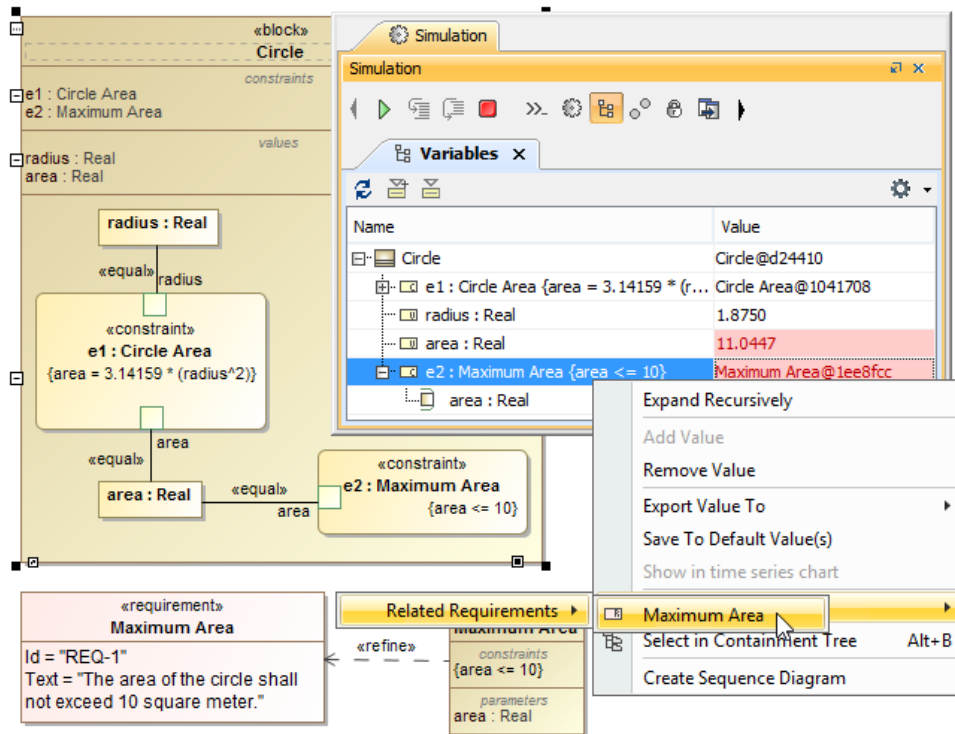 «block»
Circle
constraints
e1 : Circle Area
e2 : Maximum Area
values
radius : Real
area : Real
radius : Real
«equal»
radius
«constraint»
e1 : Circle Area
{area = 3.14159 * (radius^2)}
area
«equal»
area : Real
«equal»
area
«constraint»
e2 : Maximum Area
{area <= 10}
Simulation
Simulation
Variables
Name Value
Circle Circle@d24410
e1 : Circle Area {area = 3.14159 * (r... Circle Area@1041708
radius : Real 1.8750
area : Real 11.0447
e2 : Maximum Area {area <= 10} Maximum Area@1ee8fcc
area : Real
Expand Recursively
Add Value
Remove Value
Export Value To
Save To Default Value(s)
Show in time series chart
Related Requirements
Maximum Area
Select in Containment Tree Alt+B
Create Sequence Diagram
«requirement»
Maximum Area
Id = "REQ-1"
Text = "The area of the circle shall
not exceed 10 square meter."
«refine»
Maximum Area
constraints
{area <= 10}
parameters
area : Real